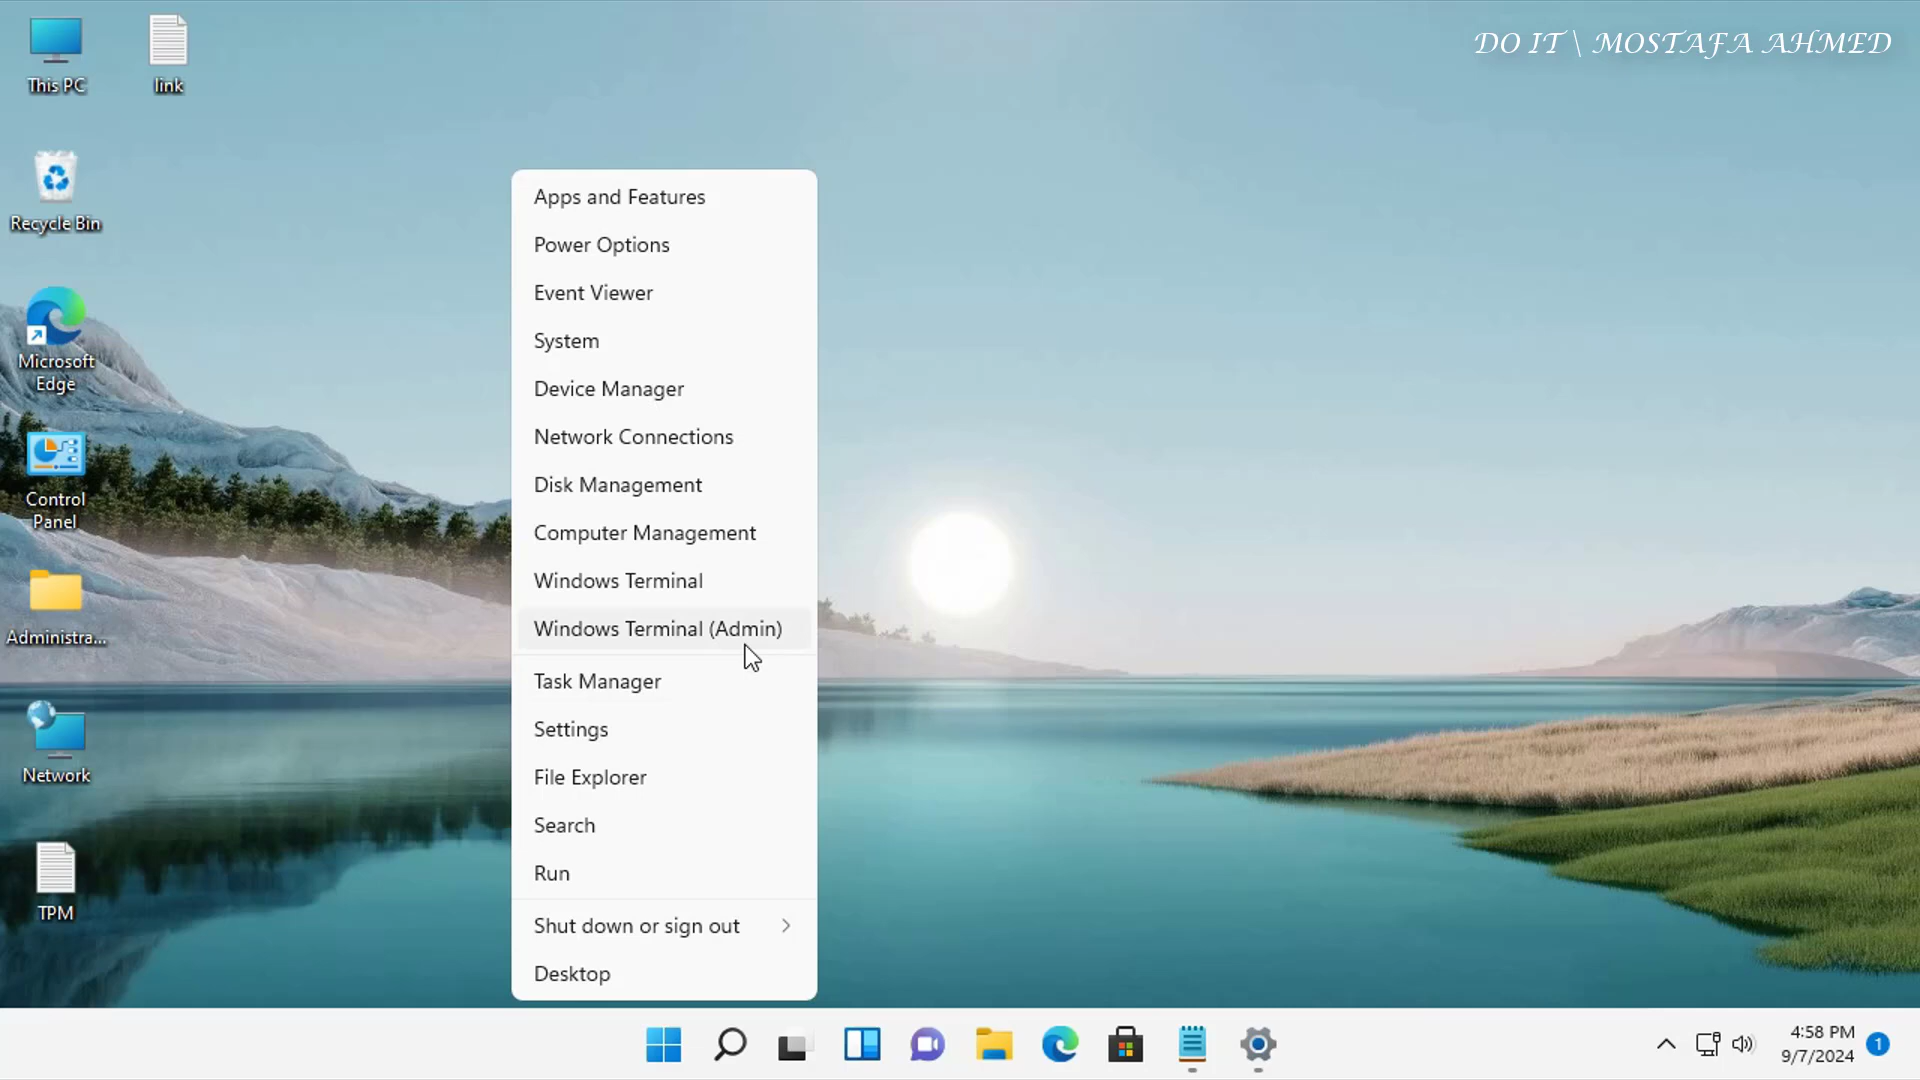 DO IT \ MOSTAFA AHMED
This PC
link
Recycle Bin
Microsoft
Edge
Control
Panel
Administra...
Network
TPM
Apps and Features
Power Options
Event Viewer
System
Device Manager
Network Connections
Disk Management
Computer Management
Windows Terminal
Windows Terminal (Admin)
Task Manager
Settings
File Explorer
Search
Run
Shut down or sign out
Desktop
4:58 PM
9/7/2024
1